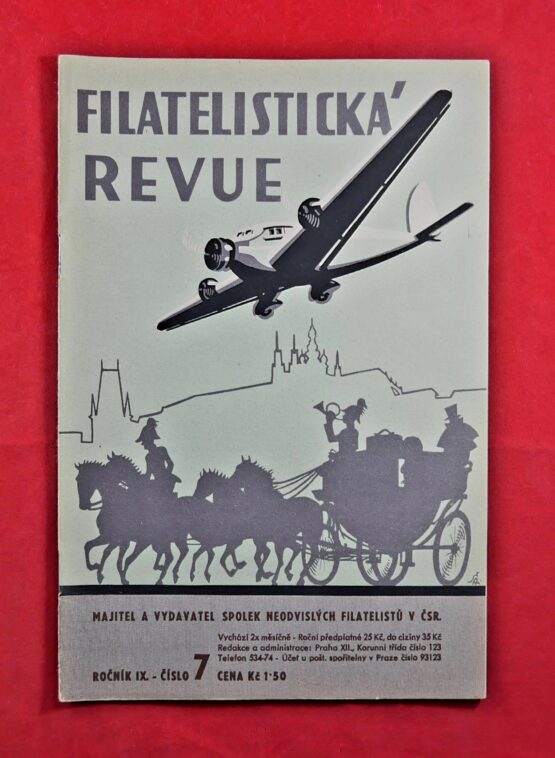 FILATELISTICKÁ
REVUE
MAJITEL A VYDAVATEL SPOLEK NEODVISLÝCH FILATELISTŮ V ČSR.
Vychází 2x měsíčně - Roční předplatné 25 Kč, do ciziny 35 Kč
Redakce a administrace: Praha XII., Korunní třída číslo 123
Telefon 534-74 - Účet u pošt. spořitelny v Praze číslo 93123
ROČNÍK IX. - ČÍSLO 7 CENA Kč 1·50